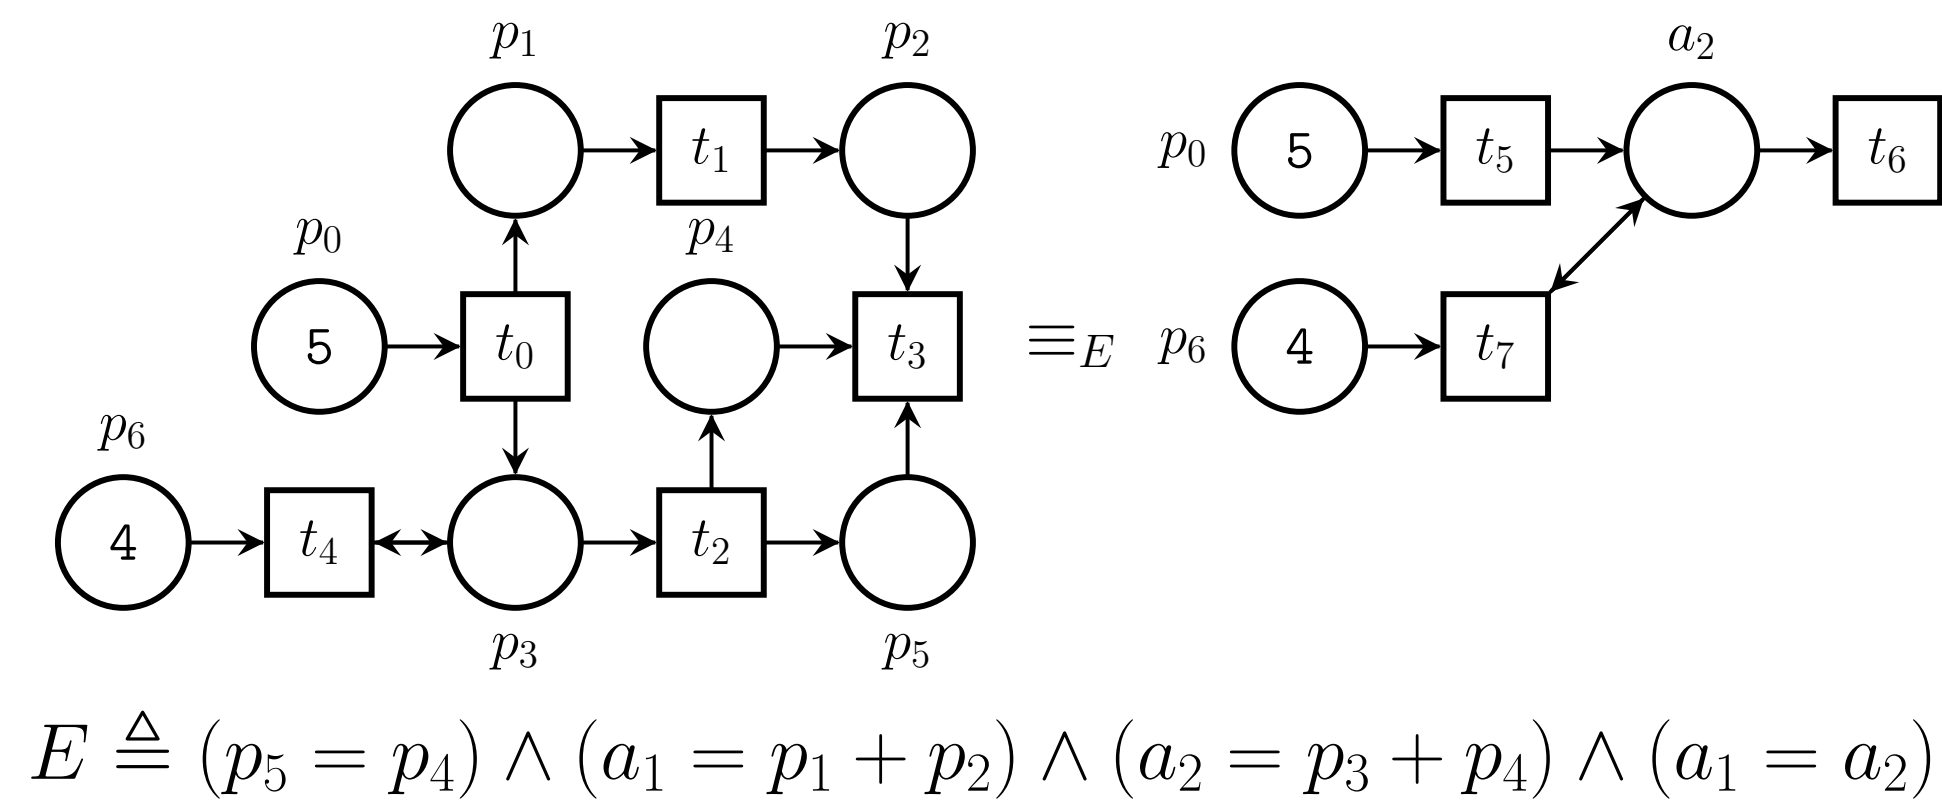 p₁ p₂ a₂
t₁ p₀ 5 t₅ t₆
p₀ p₄
5 t₀ t₃ ≡_E p₆ 4 t₇
p₆
4 t₄ t₂
p₃ p₅
E ≜ (p₅ = p₄) ∧ (a₁ = p₁ + p₂) ∧ (a₂ = p₃ + p₄) ∧ (a₁ = a₂)